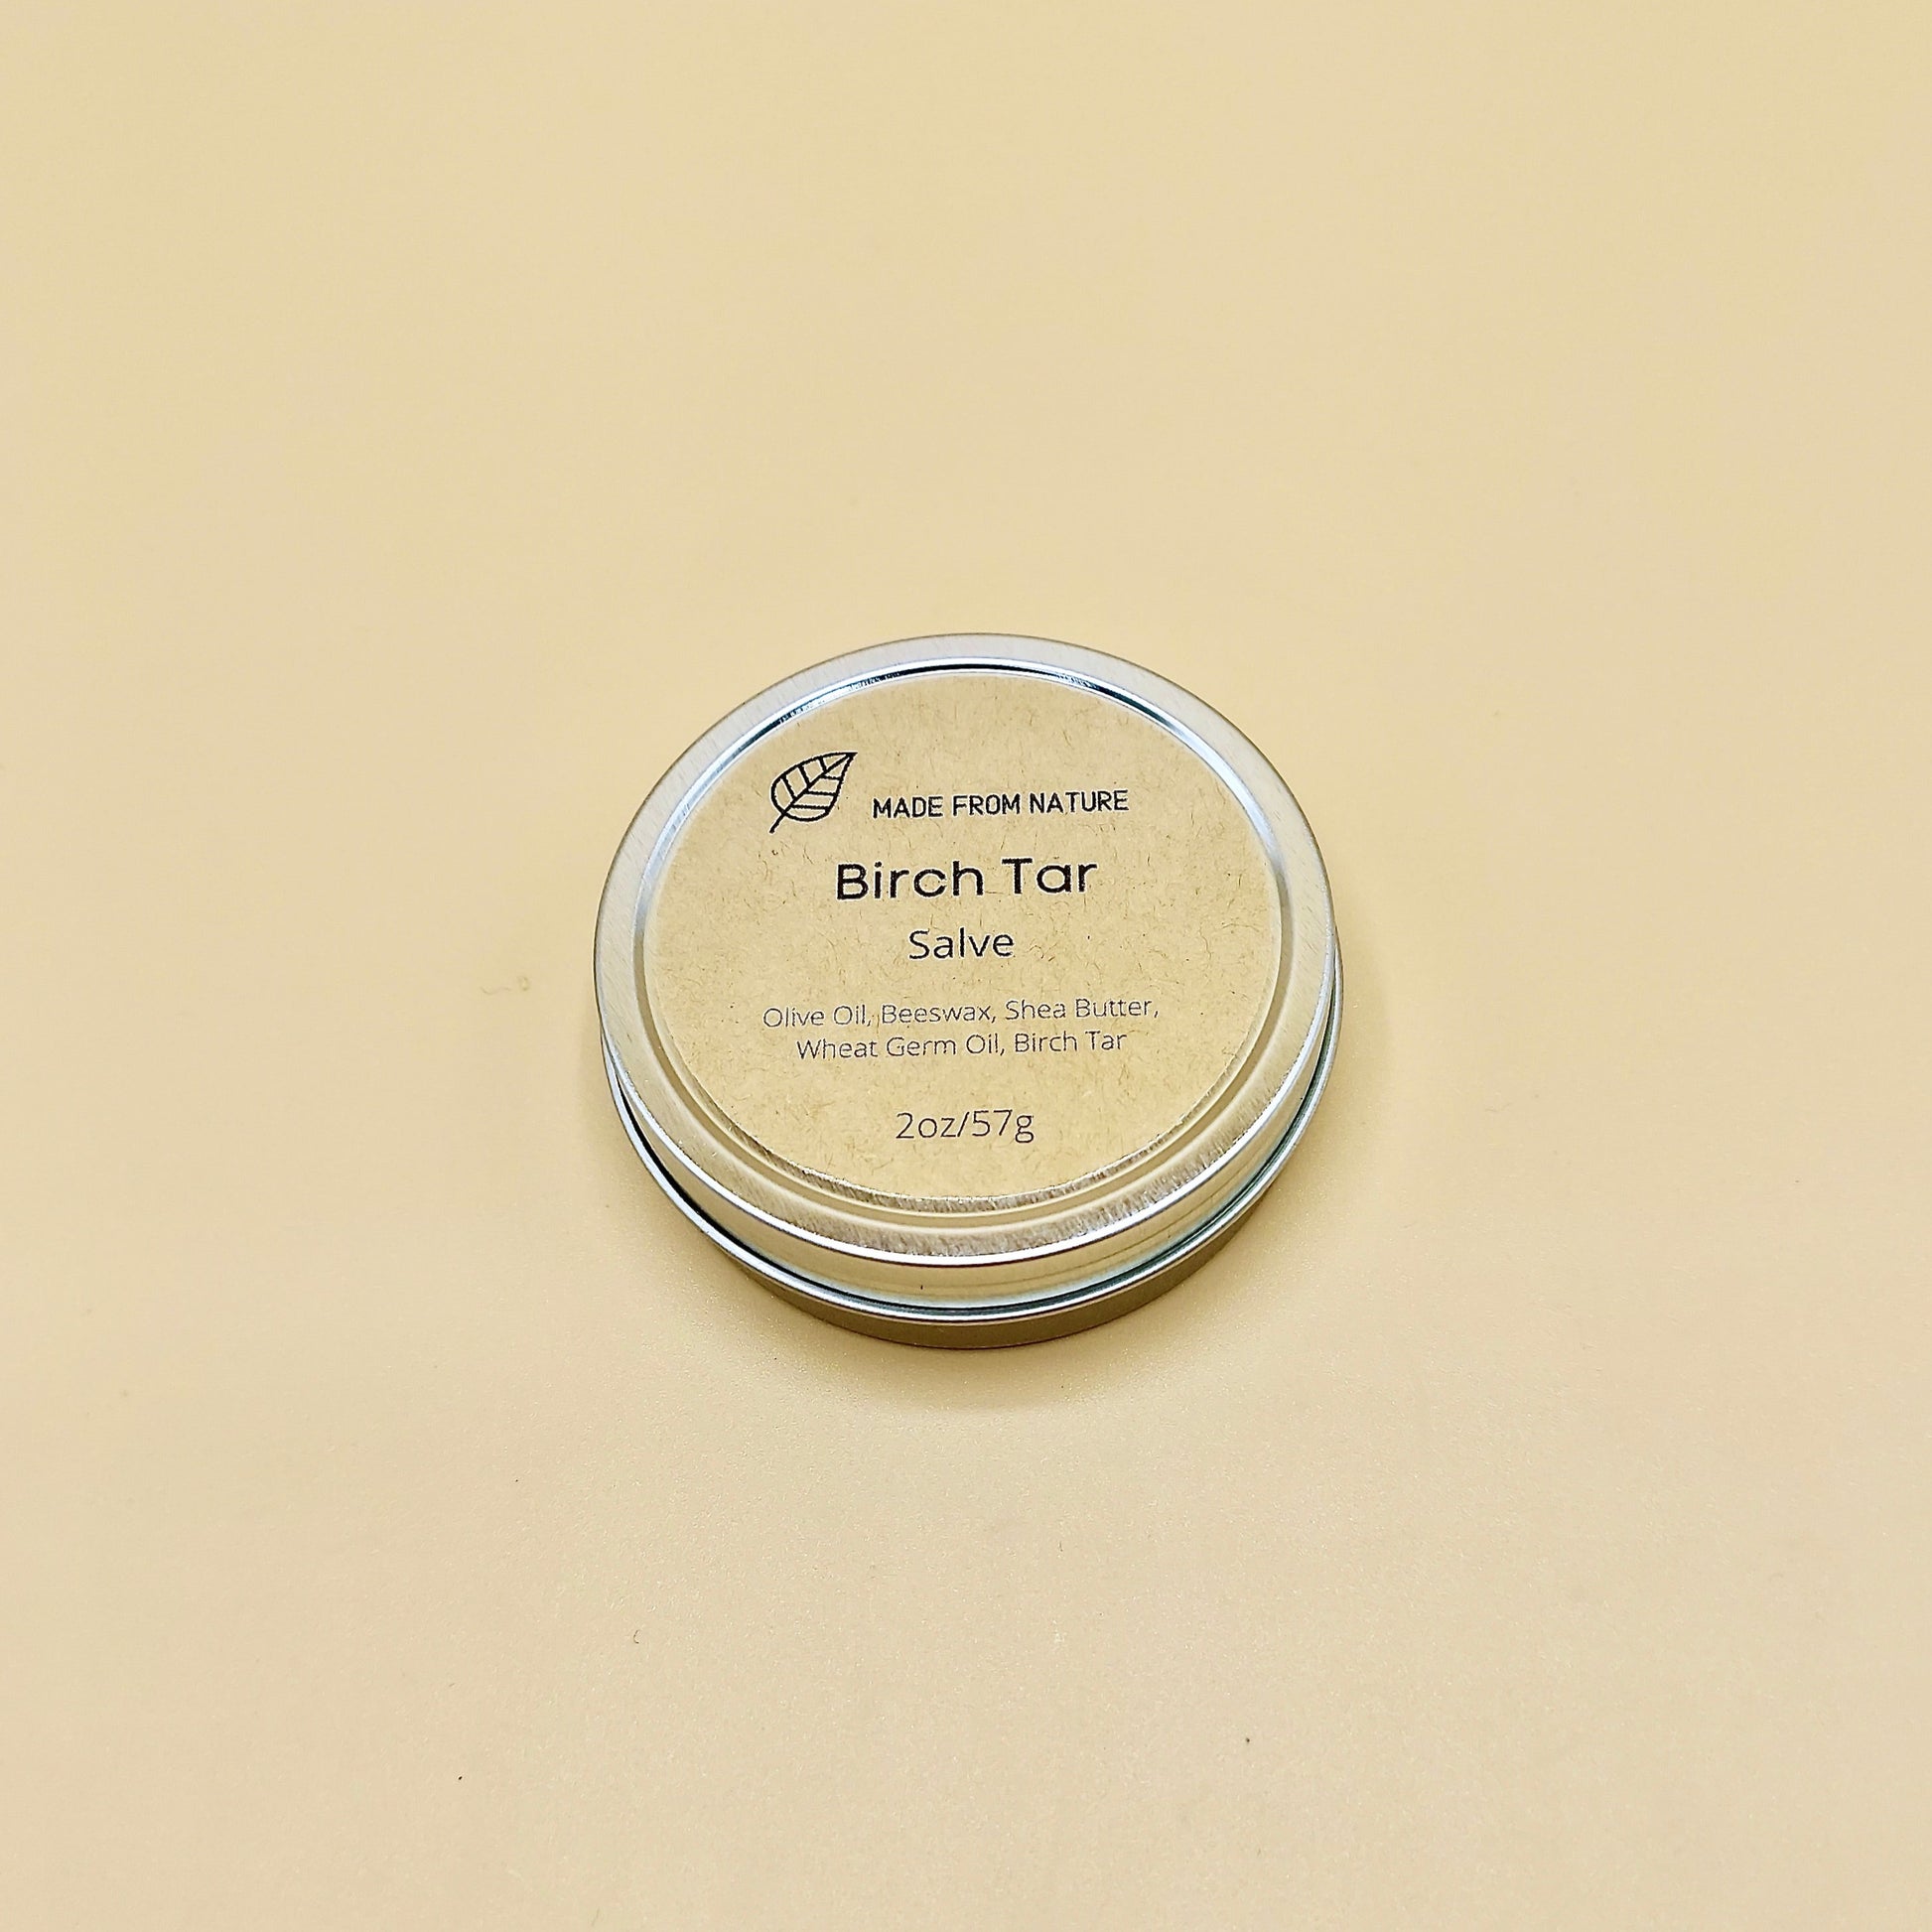 MADE FROM NATURE
Birch Tar
Salve
Olive Oil, Beeswax, Shea Butter,
Wheat Germ Oil, Birch Tar
2oz/57g